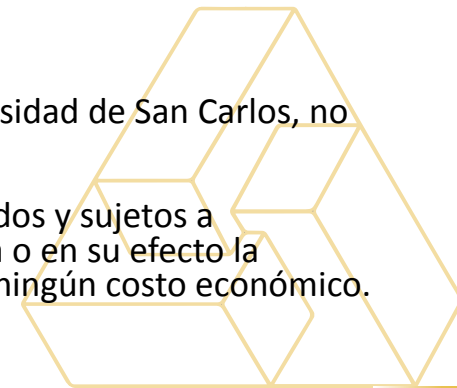 sidad de San Carlos, no
dos y sujetos a
o en su efecto la
ningún costo económico.